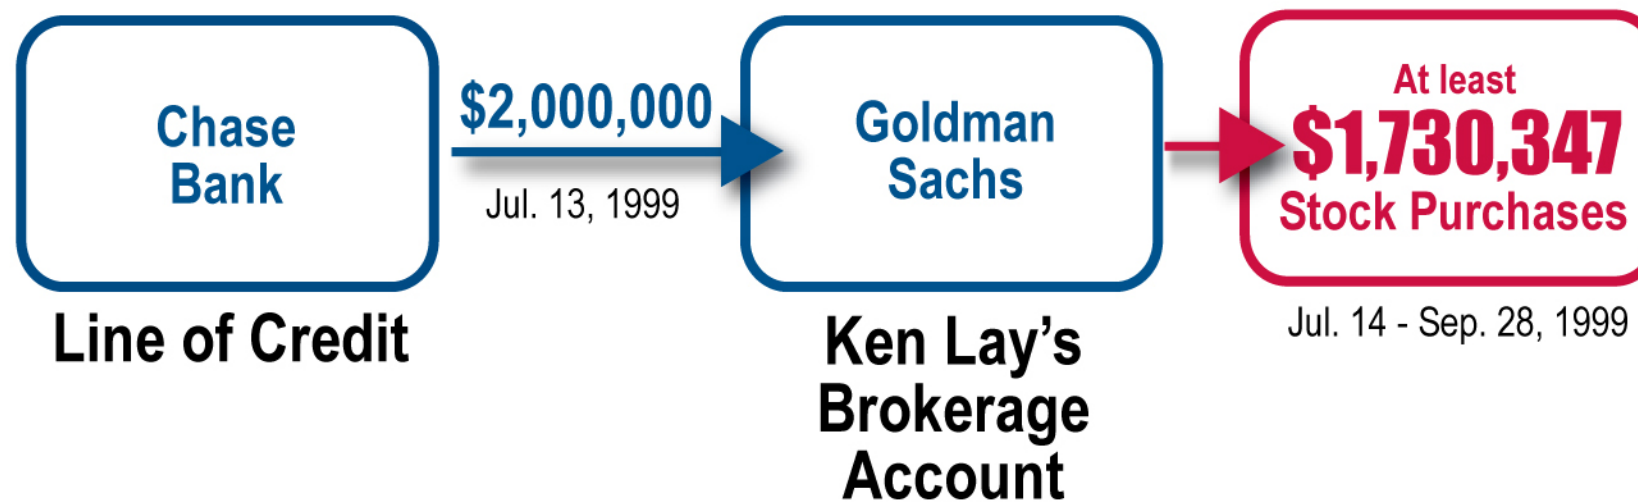 Chase
Bank
Line of Credit
$2,000,000
Jul. 13, 1999
Goldman
Sachs
Ken Lay’s
Brokerage
Account
At least
$1,730,347
Stock Purchases
Jul. 14 - Sep. 28, 1999